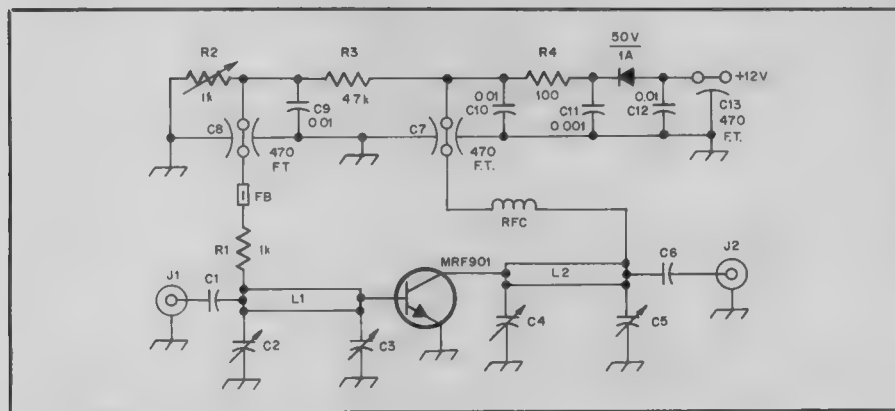 50V
R2
R3
R4
1A
+12V
1k
47k
100
C9
0.01
0.01
C10
C11
0.001
0.01
C12
C13
470
F.T.
C8
C7
470
FT
470
F.T.
FB
RFC
R1
1k
MRF901
J1
C1
L1
L2
C6
J2
C2
C3
C4
C5